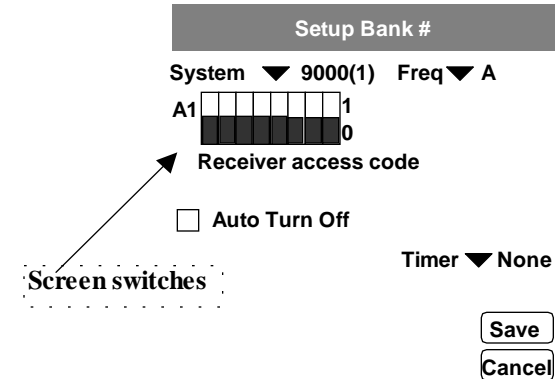 Setup Bank #
System 9000(1) Freq A
A1 1
0
Receiver access code
Auto Turn Off
Timer None
Screen switches
Save
Cancel